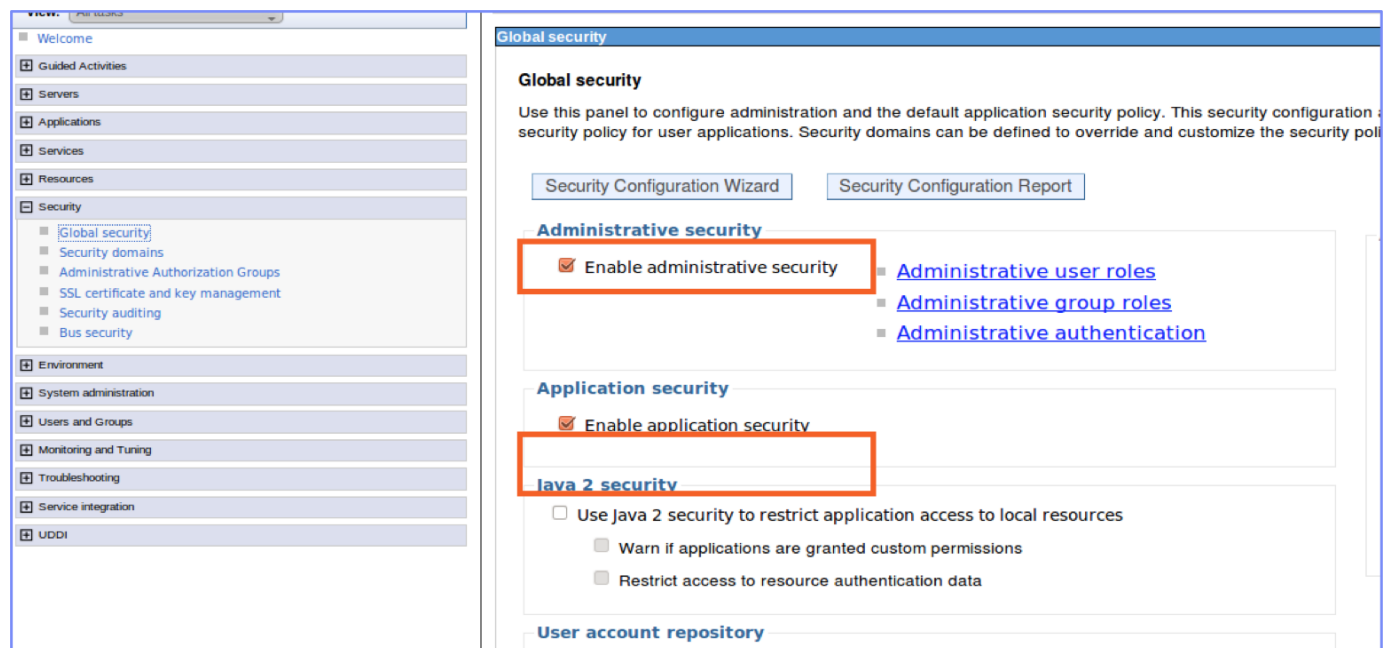 View: All tasks
Welcome
Guided Activities
Servers
Applications
Services
Resources
Security
Global security
Security domains
Administrative Authorization Groups
SSL certificate and key management
Security auditing
Bus security
Environment
System administration
Users and Groups
Monitoring and Tuning
Troubleshooting
Service integration
UDDI
Global security
Global security
Use this panel to configure administration and the default application security policy. This security configuration
security policy for user applications. Security domains can be defined to override and customize the security poli
Security Configuration Wizard Security Configuration Report
Administrative security
Enable administrative security
Administrative user roles
Administrative group roles
Administrative authentication
Application security
Enable application security
Java 2 security
Use Java 2 security to restrict application access to local resources
Warn if applications are granted custom permissions
Restrict access to resource authentication data
User account repository